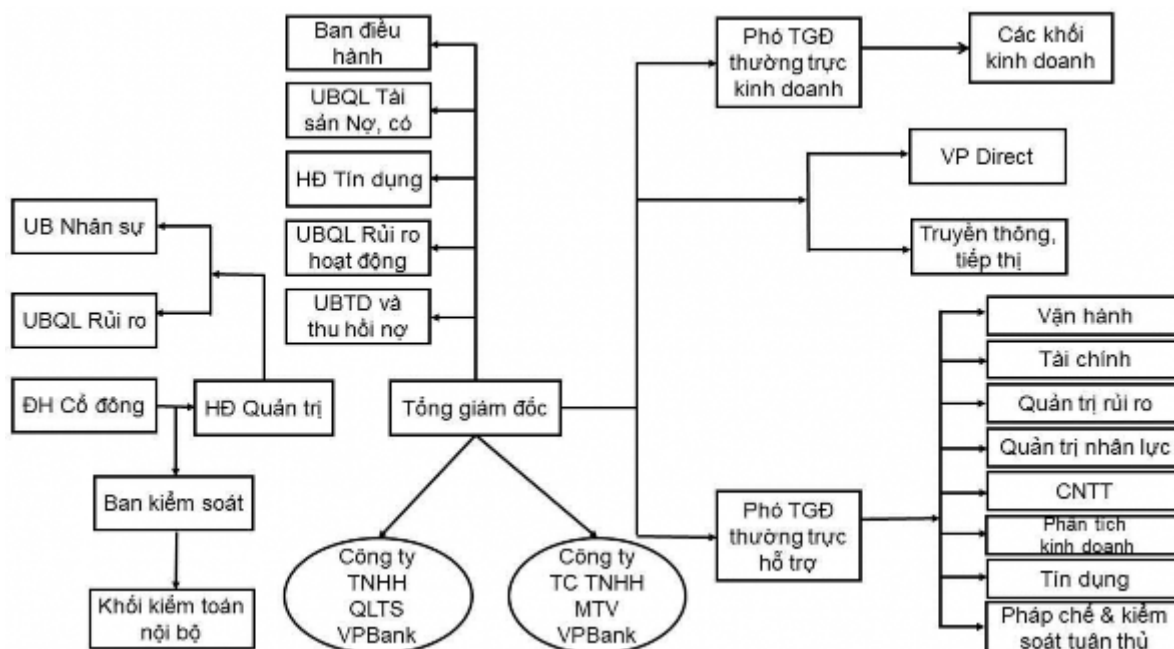 Ban điều
hành
UBQL Tài
sản Nợ, có
HĐ Tín dụng
UBQL Rủi ro
hoạt động
UBTD và
thu hồi nợ
UB Nhân sự
UBQL Rủi ro
ĐH Cổ đông
HĐ Quản trị
Ban kiểm soát
Khối kiểm toán
nội bộ
Tổng giám đốc
Công ty
TNHH
QLTS
VPBank
Công ty
TC TNHH
MTV
VPBank
Phó TGĐ
thường trực
kinh doanh
Các khối
kinh doanh
VP Direct
Truyền thông,
tiếp thị
Phó TGĐ
thường trực
hỗ trợ
Vận hành
Tài chính
Quản trị rủi ro
Quản trị nhân lực
CNTT
Phân tích
kinh doanh
Tín dụng
Pháp chế & kiểm
soát tuân thủ